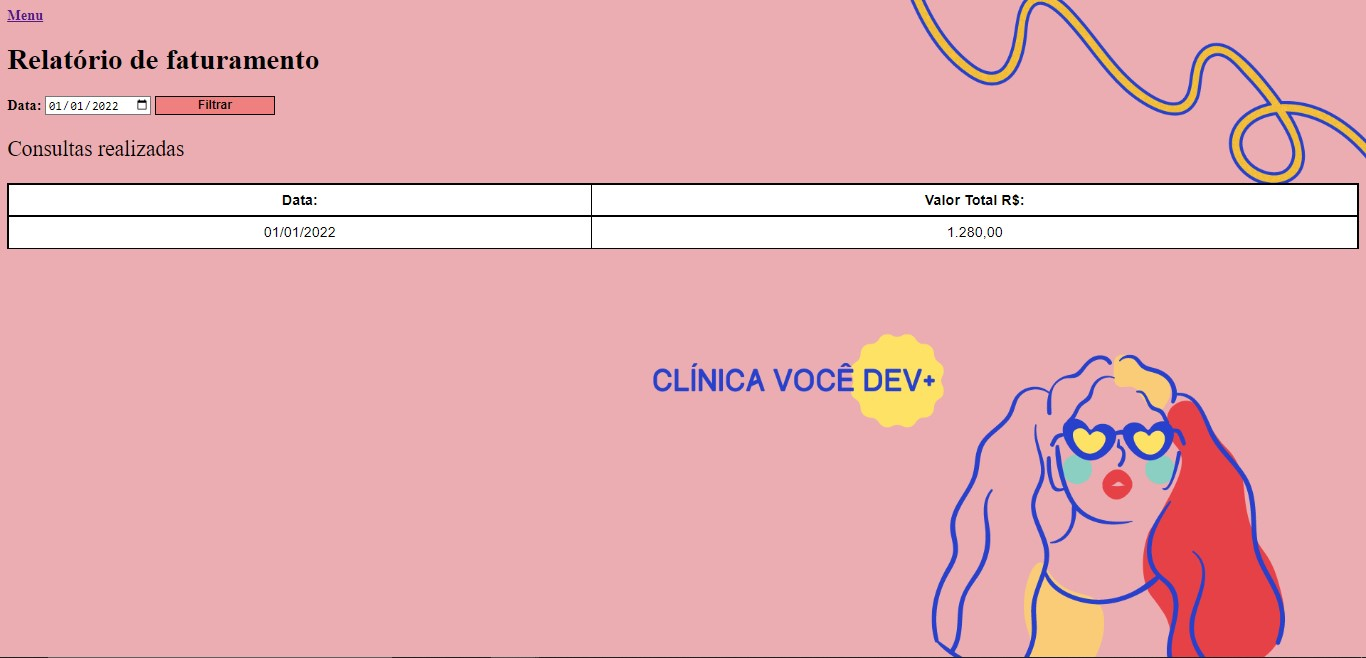 Menu
Relatório de faturamento
Data: 01/01/2022 Filtrar
Consultas realizadas
Data: Valor Total R$:
01/01/2022 1.280,00
CLÍNICA VOCÊ DEV+